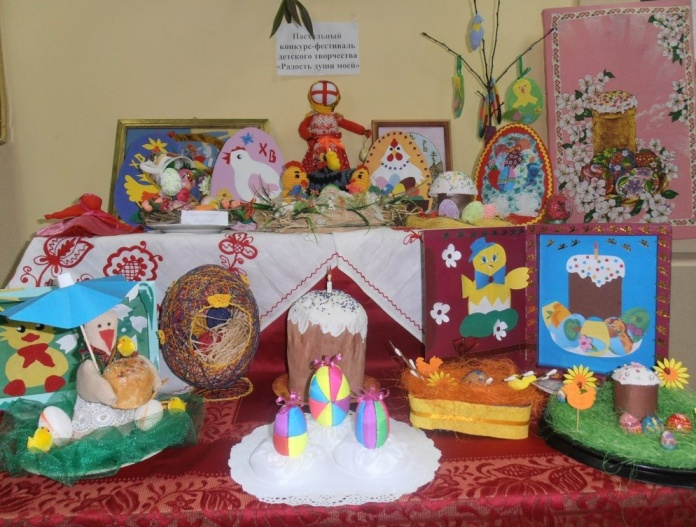 Пасхальный
конкурс-фестиваль
детского творчества
«Радость души моей»
ХВ